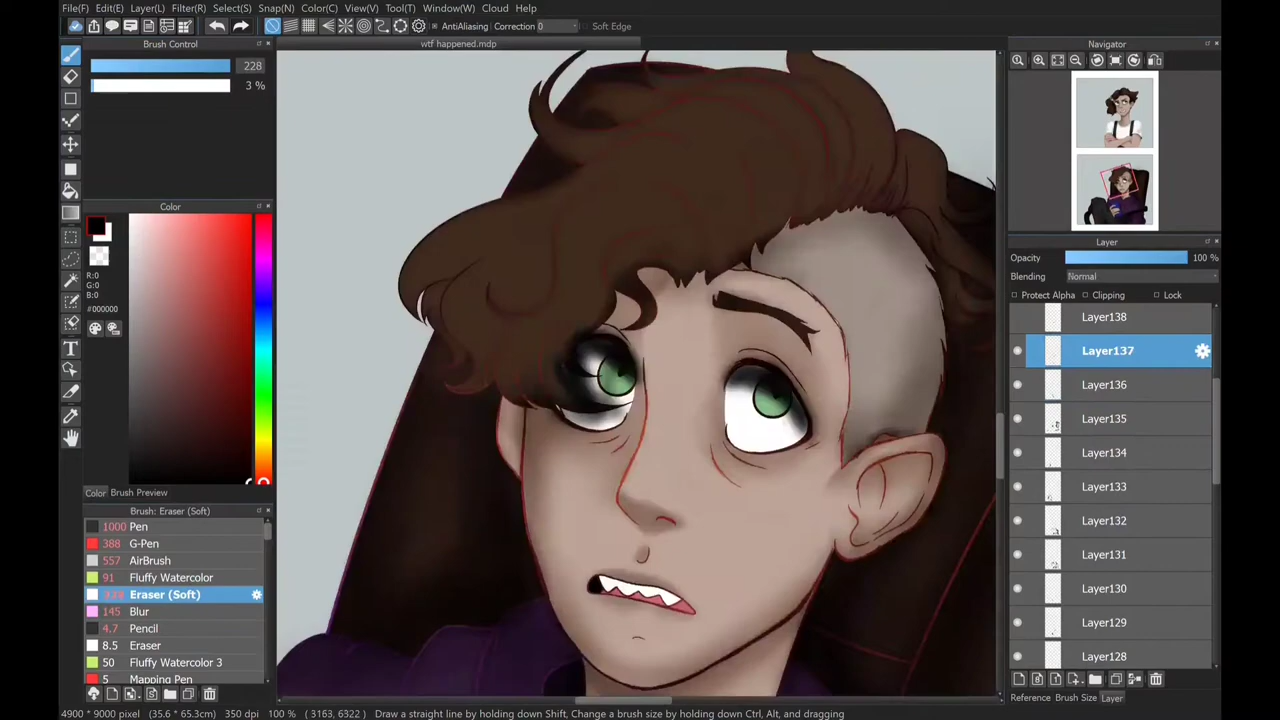 File(F) Edit(E) Layer(L) Filter(R) Select(S) Snap(N) Color(C) View(V) Tool(T) Window(W) Cloud Help
AntiAliasing Correction 0 Soft Edge
Brush Control
wtf happened.mdp
Navigator
228
3 %
Color
R:0
G:0
B:0
#000000
Color Brush Preview
Brush: Eraser (Soft)
1000 Pen
388 G-Pen
557 AirBrush
91 Fluffy Watercolor
Eraser (Soft)
145 Blur
4.7 Pencil
8.5 Eraser
50 Fluffy Watercolor 3
5 Mapping Pen
Layer
Opacity 100 %
Blending Normal
Protect Alpha Clipping Lock
Layer138
Layer137
Layer136
Layer135
Layer134
Layer133
Layer132
Layer131
Layer130
Layer129
Layer128
Reference Brush Size Layer
4900 * 9000 pixel (35.6 * 65.3cm) 350 dpi 100 % ( 3163, 6322 ) Draw a straight line by holding down Shift, Change a brush size by holding down Ctrl, Alt, and dragging